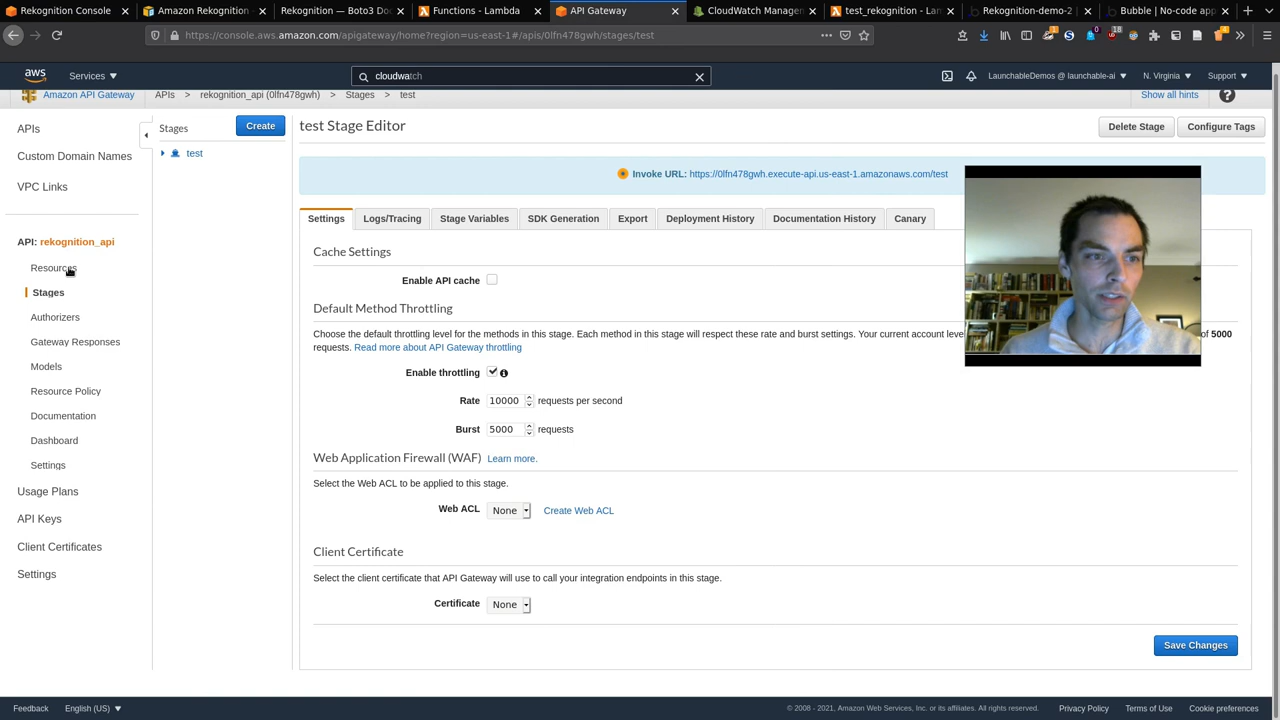 Rekognition Console
Amazon Rekognition
Rekognition — Boto3 Do
Functions - Lambda
API Gateway
CloudWatch Manage
test_rekognition - La
Rekognition-demo-2
Bubble | No-code ap
https://console.aws.amazon.com/apigateway/home?region=us-east-1#/apis/0lfn478gwh/stages/test
aws
Services
cloudwatch
LaunchableDemos @ launchable-ai
N. Virginia
Support
Amazon API Gateway
APIs > rekognition_api (0lfn478gwh) > Stages > test
Show all hints
?
APIs
Custom Domain Names
VPC Links
API: rekognition_api
Resources
Stages
Authorizers
Gateway Responses
Models
Resource Policy
Documentation
Dashboard
Settings
Usage Plans
API Keys
Client Certificates
Settings
Stages
Create
test
test Stage Editor
Delete Stage
Configure Tags
Invoke URL: https://0lfn478gwh.execute-api.us-east-1.amazonaws.com/test
Settings
Logs/Tracing
Stage Variables
SDK Generation
Export
Deployment History
Documentation History
Canary
Cache Settings
Enable API cache
Default Method Throttling
Choose the default throttling level for the methods in this stage. Each method in this stage will respect these rate and burst settings. Your current account leve
of 5000
requests. Read more about API Gateway throttling
Enable throttling
Rate 10000 requests per second
Burst 5000 requests
Web Application Firewall (WAF) Learn more.
Select the Web ACL to be applied to this stage.
Web ACL None Create Web ACL
Client Certificate
Select the client certificate that API Gateway will use to call your integration endpoints in this stage.
Certificate None
Save Changes
Feedback
English (US)
© 2008 - 2021, Amazon Web Services, Inc. or its affiliates. All rights reserved.
Privacy Policy
Terms of Use
Cookie preferences